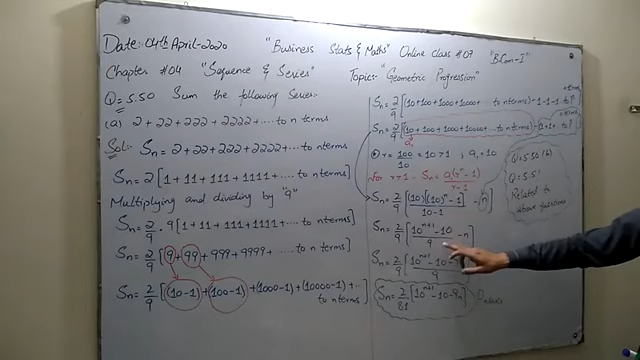 Date: 04th April-2020 "Business Stats & Maths" Online class #09 "B.Com-I"
Chapter #04 "Sequence & Series" Topic:- "Geometric Progression"
Q = 5.50 Sum the following Series:-
(a) 2+22+222+2222+.... to n terms
Sol:- Sn = 2+22+222+2222+.... to n terms
Sn = 2[1+11+111+1111+.... to n terms]
Multiplying and dividing by "9"
Sn = 2/9 . 9[1+11+111+1111+.... to n terms]
Sn = 2/9 [9+99+999+9999+.... to n terms]
Sn = 2/9 [(10-1)+(100-1)+(1000-1)+(10000-1)+... to n terms]
Sn = 2/9 [10+100+1000+10000+... to n terms)-1-1-1
Sn = 2/9 [(10+100+1000+10000+... to n terms)-(1+1+
r = 100/10 = 10 > 1 ; a1 = 10
for r>1 - Sn = a1(r^n-1)/r-1
Sn = 2/9 [(10)((10)^n-1)/10-1 - n]
Sn = 2/9 [10^n+1-10/9 - n]
Sn = 2/9 [10^n+1-10-9
Sn = 2/81 [10^n+1-10-9n]
Q = 5.50 (b)
Related to
above questions